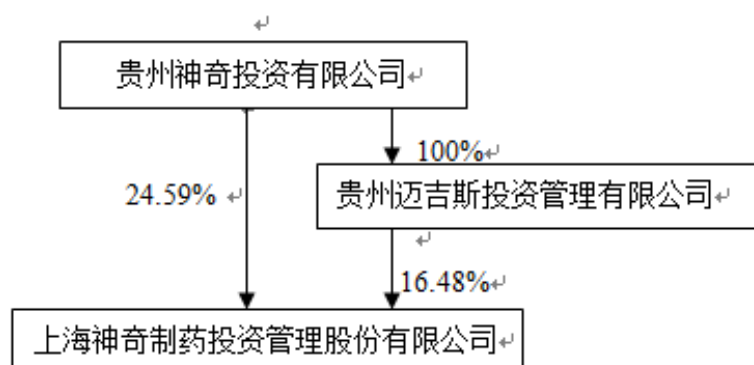 贵州神奇投资有限公司
100%
24.59%
贵州迈吉斯投资管理有限公司
16.48%
上海神奇制药投资管理股份有限公司